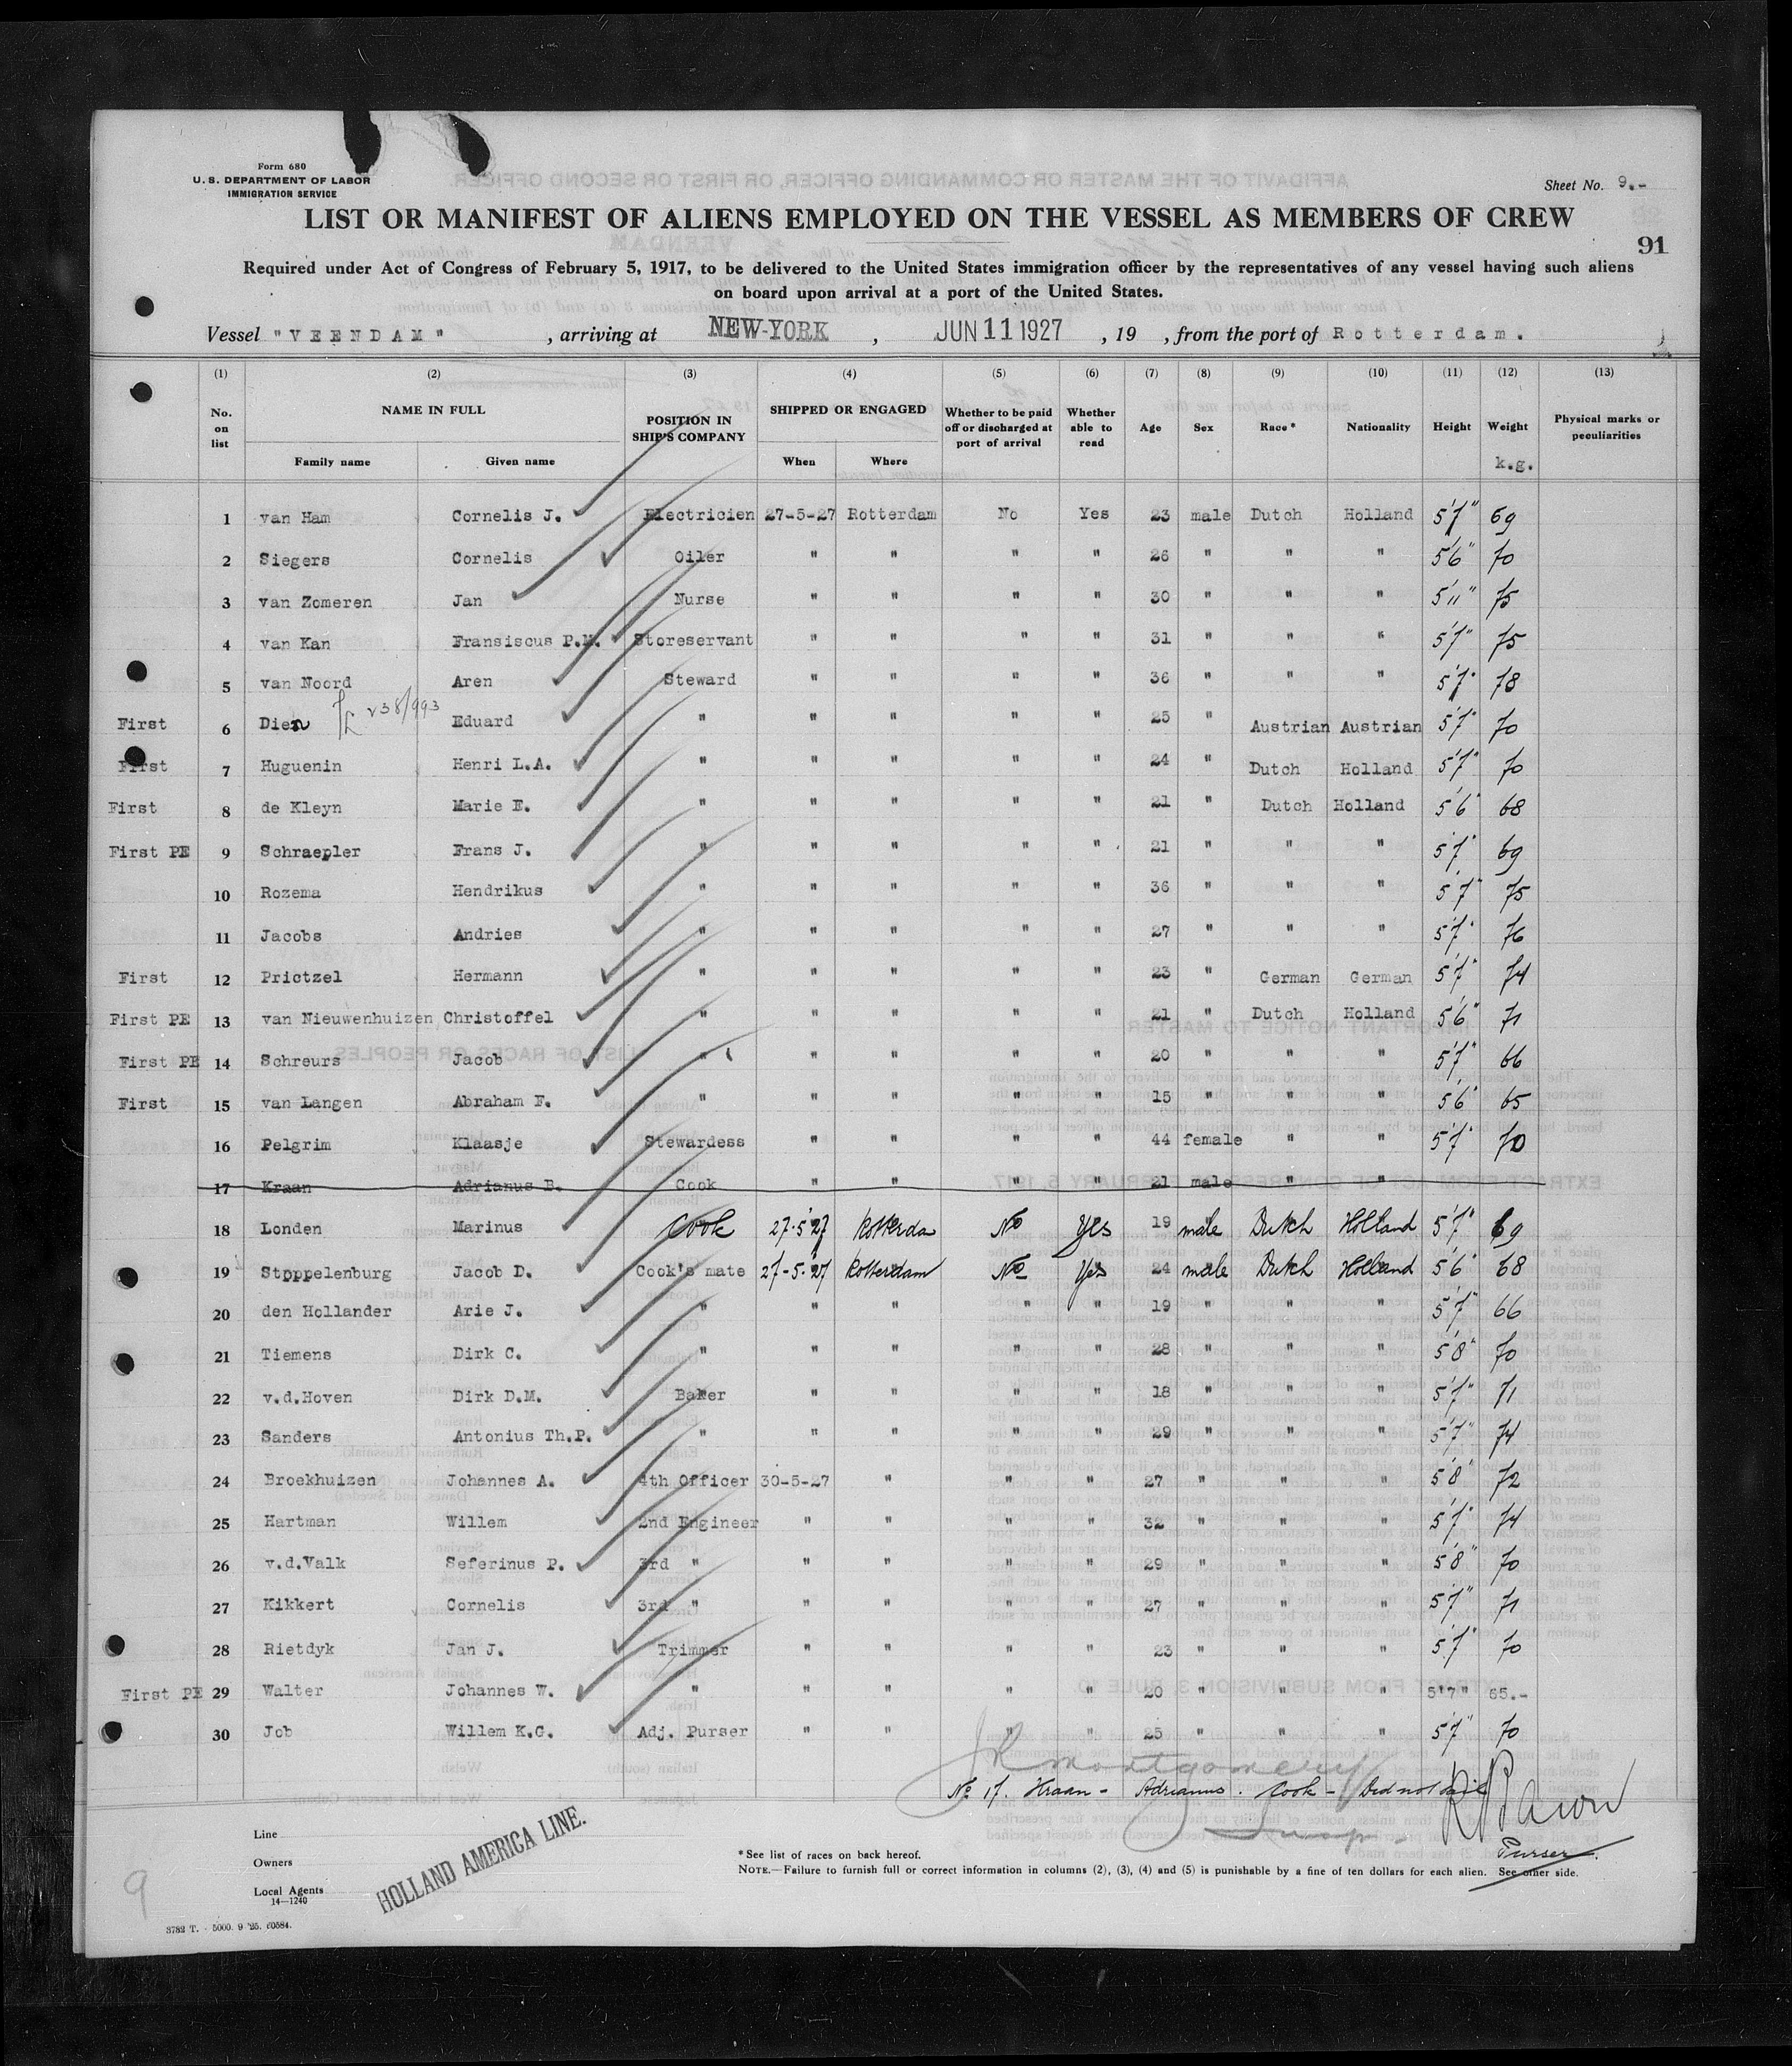 Form 680
U. S. DEPARTMENT OF LABOR
IMMIGRATION SERVICE
Sheet No. 9.-
LIST OR MANIFEST OF ALIENS EMPLOYED ON THE VESSEL AS MEMBERS OF CREW
91
Required under Act of Congress of February 5, 1917, to be delivered to the United States immigration officer by the representatives of any vessel having such aliens
on board upon arrival at a port of the United States.
Vessel "VEENDAM", arriving at NEW-YORK, JUN 11 1927, 19 , from the port of Rotterdam.
(1) (2) (3) (4) (5) (6) (7) (8) (9) (10) (11) (12) (13)
No. on list NAME IN FULL POSITION IN SHIP'S COMPANY SHIPPED OR ENGAGED Whether to be paid off or discharged at port of arrival Whether able to read Age Sex Race* Nationality Height Weight Physical marks or peculiarities
Family name Given name When Where k.g.
1 van Ham Cornelis J. Electricien 27-5-27 Rotterdam No Yes 23 male Dutch Holland 5'7" 69
2 Siegers Cornelis Oiler " " " " 26 " " " 5'6" 70
3 van Zomeren Jan Nurse " " " " 30 " " " 5'11" 75
4 van Kan Fransiscus P.M. Storeservant " " " " 31 " " " 5'7" 75
5 van Noord Aren Steward " " " " 36 " " " 5'7" 78
238/993
First 6 Dien Eduard " " " " " 25 " Austrian Austrian 5'7" 70
First 7 Huguenin Henri L.A. " " " " " 24 " Dutch Holland 5'7" 70
First 8 de Kleyn Marie E. " " " " " 21 " Dutch Holland 5'6" 68
First PE 9 Schraepler Frans J. " " " " " 21 " " " 5'7" 69
10 Rozema Hendrikus " " " " " 36 " " " 5'7" 75
11 Jacobs Andries " " " " " 27 " " " 5'7" 76
First 12 Prictzel Hermann " " " " " 23 " German German 5'7" 74
First PE 13 van Nieuwenhuizen Christoffel " " " " " 21 " Dutch Holland 5'6" 71
First PE 14 Schreurs Jacob " " " " " 20 " " " 5'7" 66
First 15 van Langen Abraham F. " " " " " 15 " " " 5'6" 65
16 Pelgrim Klaasje Stewardess " " " " 44 female " " 5'7" 70
17 Kraan Adrianus B. Cook " " " " 21 male " "
18 Londen Marinus Cook 27-5-27 Rotterda No Yes 19 male Dutch Holland 5'7" 69
19 Stoppelenburg Jacob D. Cook's mate 27-5-27 Rotterdam No Yes 24 male Dutch Holland 5'6" 68
20 den Hollander Arie J. " " " " " 19 " " " 5'7" 66
21 Tiemens Dirk C. " " " " " 28 " " " 5'8" 70
22 v.d.Hoven Dirk D.M. Baker " " " " 18 " " " 5'7" 71
23 Sanders Antonius Th.P. " " " " " 29 " " " 5'7" 74
24 Broekhuizen Johannes A. 4th Officer 30-5-27 " " " 27 " " " 5'8" 72
25 Hartman Willem 2nd Engineer " " " " 32 " " " 5'7" 74
26 v.d.Valk Seferinus P. 3rd " " " " " 29 " " " 5'8" 70
27 Kikkert Cornelis 3rd " " " " " 27 " " " 5'7" 71
28 Rietdyk Jan J. Trimmer " " " " 23 " " " 5'7" 70
First PE 29 Walter Johannes W. " " " " " 20 " " " 5'7" 65.-
30 Job Willem K.G. Adj. Purser " " " " 25 " " " 5'7" 70
JR Montgomery
No 17. Kraan - Adrianus. Cook - Did not sail
Insp.
Purser.
Line
Owners
Local Agents
HOLLAND AMERICA LINE.
14—1240
* See list of races on back hereof.
NOTE.—Failure to furnish full or correct information in columns (2), (3), (4) and (5) is punishable by a fine of ten dollars for each alien. See other side.
9
3782 T.